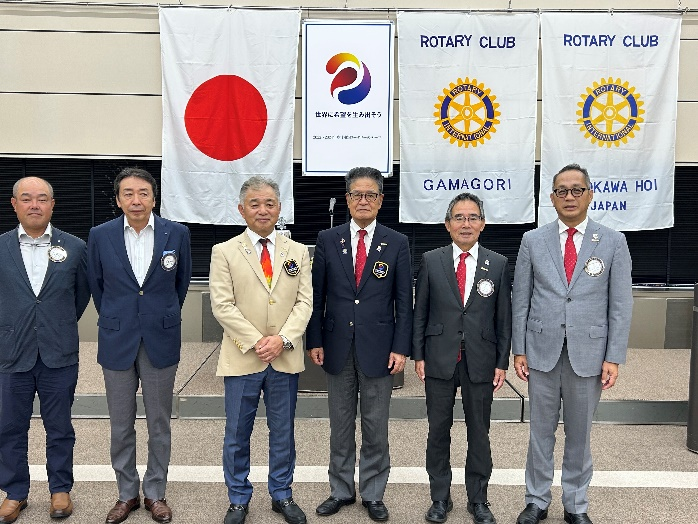 世界に希望を生み出そう
ROTARY CLUB
ROTARY
INTERNATIONAL
GAMAGORI
ROTARY CLUB
ROTARY
INTERNATIONAL
KAWA HOI
JAPAN